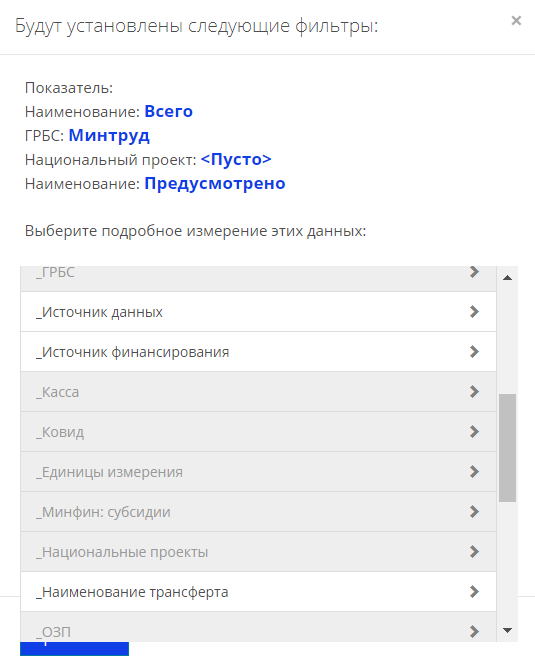 Будут установлены следующие фильтры:
×
Показатель:
Наименование: Всего
ГРБС: Минтруд
Национальный проект: <Пусто>
Наименование: Предусмотрено
Выберите подробное измерение этих данных:
_ГРБС
_Источник данных
_Источник финансирования
_Касса
_Ковид
_Единицы измерения
_Минфин: субсидии
_Национальные проекты
_Наименование трансферта
_ОЗП